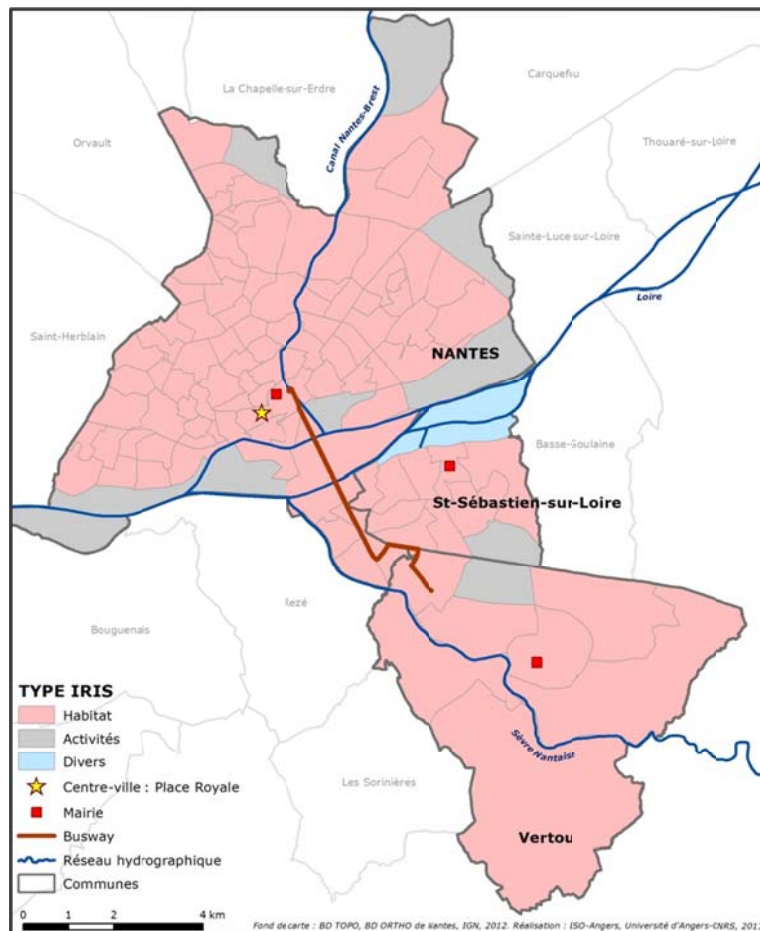 La Chapelle-sur-Erdre
Carquefou
Canal Nantes-Brest
Orvault
Thouaré-sur-Loire
Sainte-Luce-sur-Loire
Loire
Saint-Herblain
NANTES
Basse-Goulaine
St-Sébastien-sur-Loire
Rezé
Bouguenais
Sèvre Nantaise
Les Sorinières
Vertou
TYPE IRIS
Habitat
Activités
Divers
Centre-ville : Place Royale
Mairie
Busway
Réseau hydrographique
Communes
0 1 2 4 km
Fond de carte : BD TOPO, BD ORTHO de Nantes, IGN, 2012. Réalisation : ISO-Angers, Université d'Angers-CNRS,